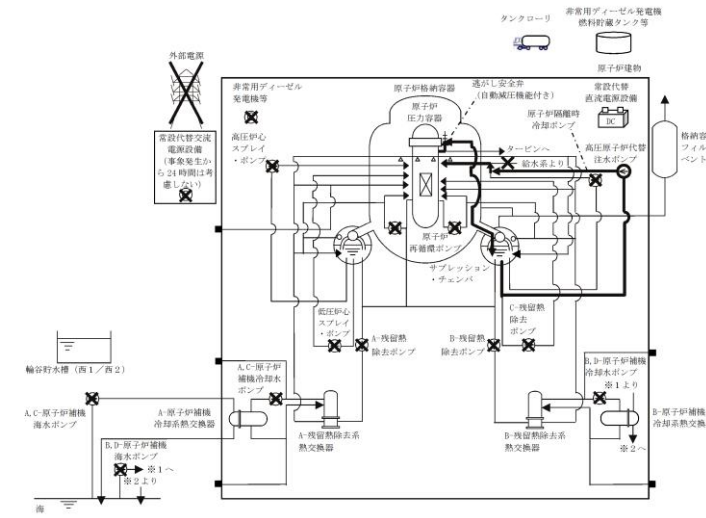 タンクローリ
非常用ディーゼル発電機
燃料貯蔵タンク等
外部電源
原子炉建物
非常用ディーゼル
発電機等
原子炉格納容器
原子炉
圧力容器
逃がし安全弁
(自動減圧機能付き)
常設代替
直流電源設備
DC
原子炉隔離時
冷却ポンプ
常設代替交流
電源設備
(事象発生か
ら24時間は考
慮しない)
高圧炉心
スプレイ
・ポンプ
タービンへ
給水系より
高圧原子炉代替
注水ポンプ
格納容
フィル
ベント
原子炉
再循環ポンプ
サプレッション
・チェンバ
低圧炉心
スプレイ
・ポンプ
A-残留熱
除去ポンプ
B-残留熱
除去ポンプ
C-残留熱
除去
ポンプ
輪谷貯水槽(西1/西2)
A,C-原子炉
補機冷却水
ポンプ
B,D-原子炉補機
冷却水ポンプ
※1より
A,C-原子炉補機
海水ポンプ
A-原子炉補機
冷却系熱交換器
B-原子炉補機
冷却系熱交換
B,D-原子炉補機
海水ポンプ
A-残留熱除去系
熱交換器
B-残留熱除去系
熱交換器
※2へ
※1へ
※2より
海